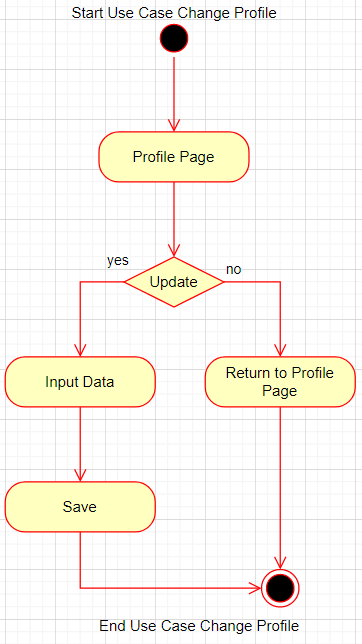 Start Use Case Change Profile
Profile Page
yes
no
Update
Input Data
Return to Profile
Page
Save
End Use Case Change Profile